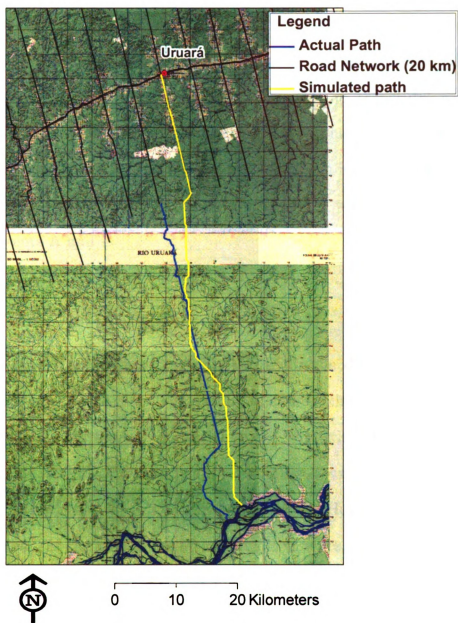 Legend
Actual Path
Road Network (20 km)
Simulated path
Uruará
RIO URUARÁ
N
0 10 20 Kilometers